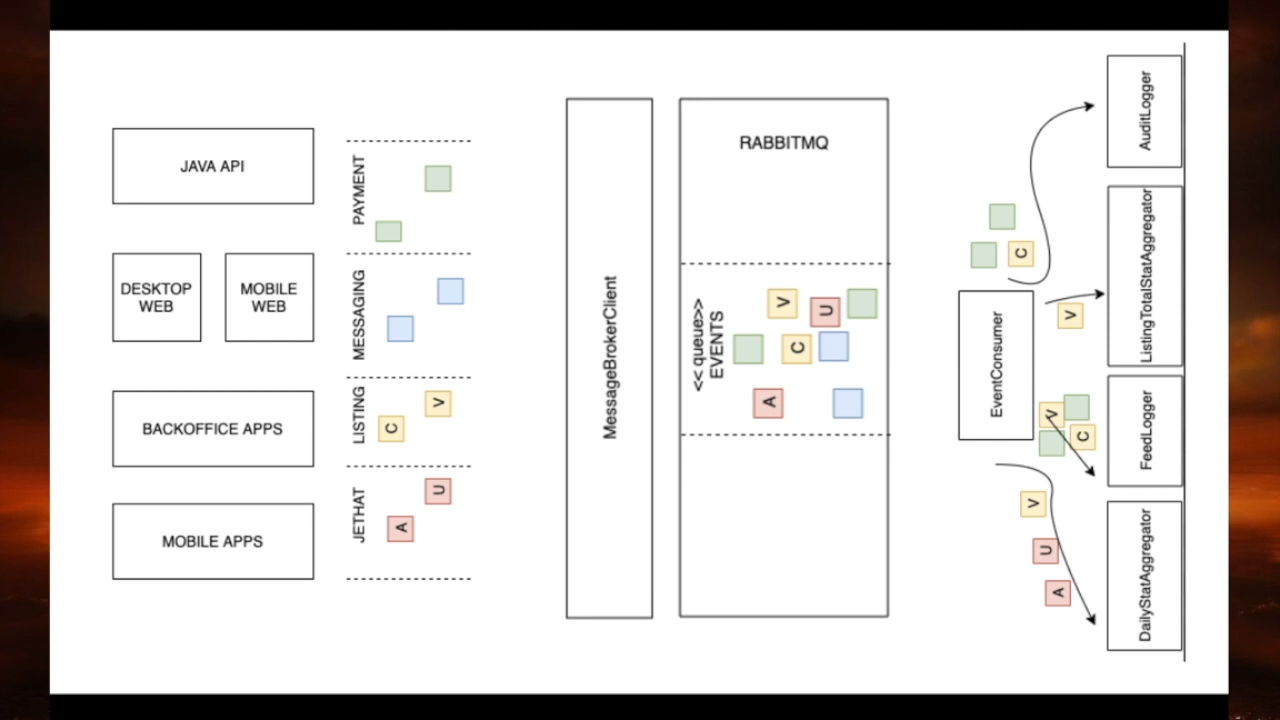 JAVA API
DESKTOP
WEB
MOBILE
WEB
BACKOFFICE APPS
MOBILE APPS
PAYMENT
MESSAGING
LISTING
C
V
JETHAT
A
U
MessageBrokerClient
RABBITMQ
<< queue>>
EVENTS
V
U
C
A
EventConsumer
C
V
V
C
V
U
A
AuditLogger
ListingTotalStatAggregator
FeedLogger
DailyStatAggregator